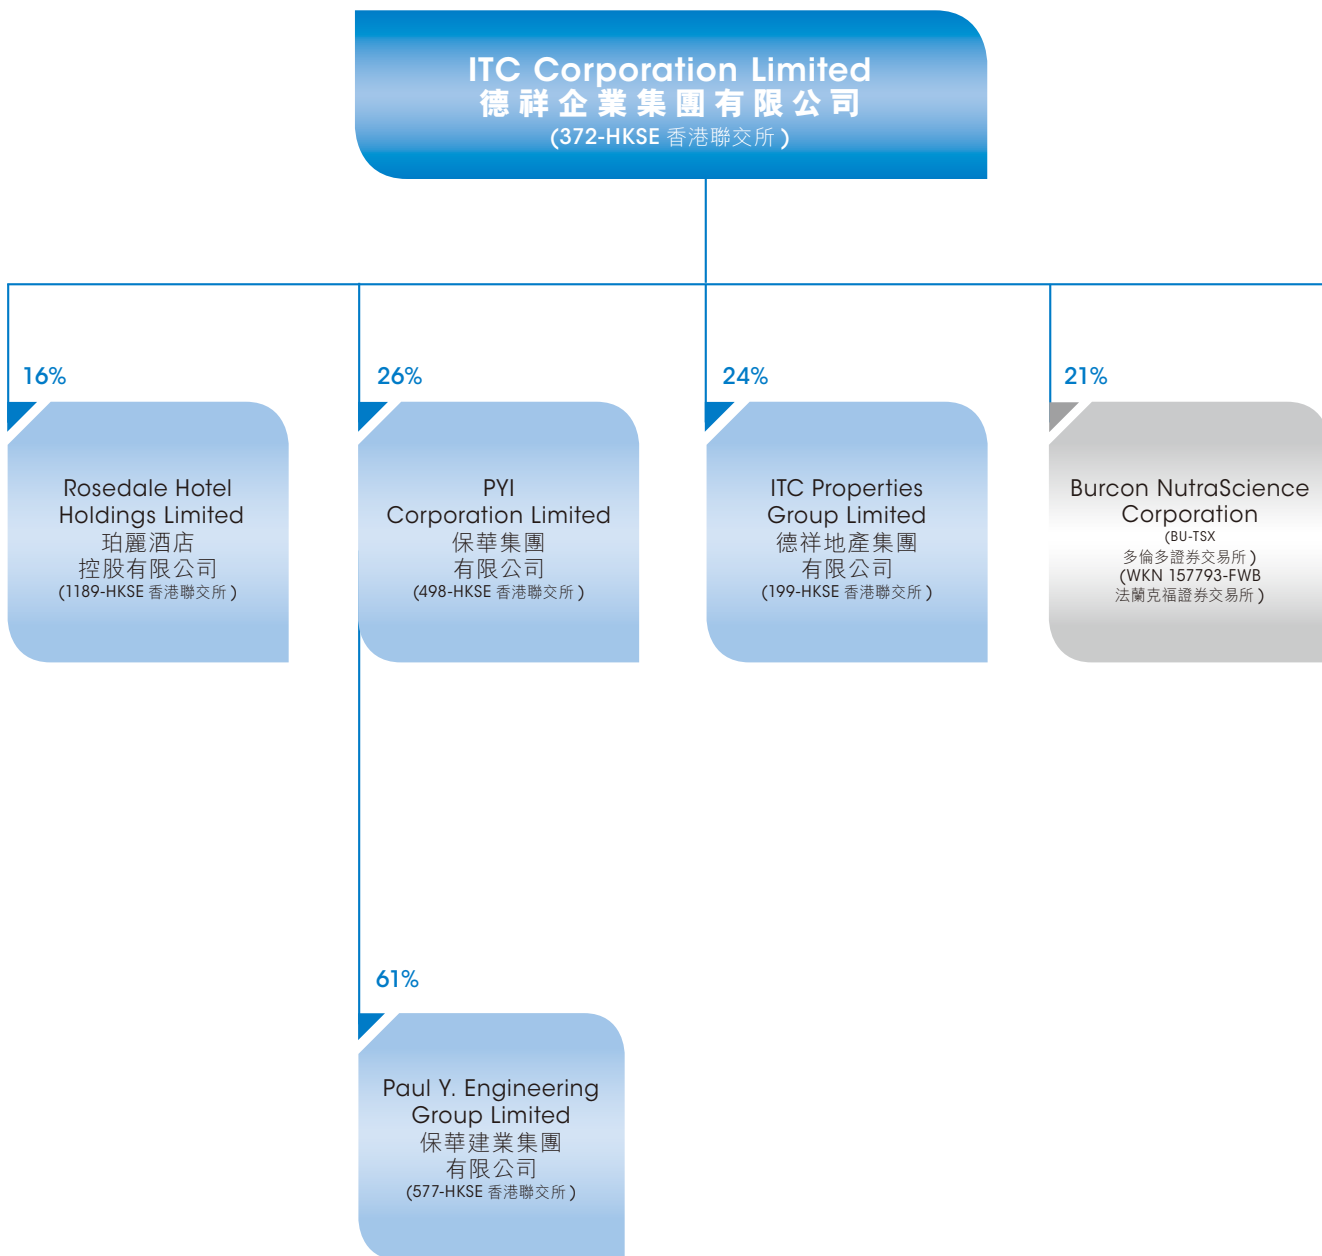 ITC Corporation Limited
德祥企業集團有限公司
(372-HKSE 香港聯交所)
16%
Rosedale Hotel
Holdings Limited
珀麗酒店
控股有限公司
(1189-HKSE 香港聯交所)
26%
PYI
Corporation Limited
保華集團
有限公司
(498-HKSE 香港聯交所)
24%
ITC Properties
Group Limited
德祥地產集團
有限公司
(199-HKSE 香港聯交所)
21%
Burcon NutraScience
Corporation
(BU-TSX
多倫多證券交易所)
(WKN 157793-FWB
法蘭克福證券交易所)
61%
Paul Y. Engineering
Group Limited
保華建業集團
有限公司
(577-HKSE 香港聯交所)